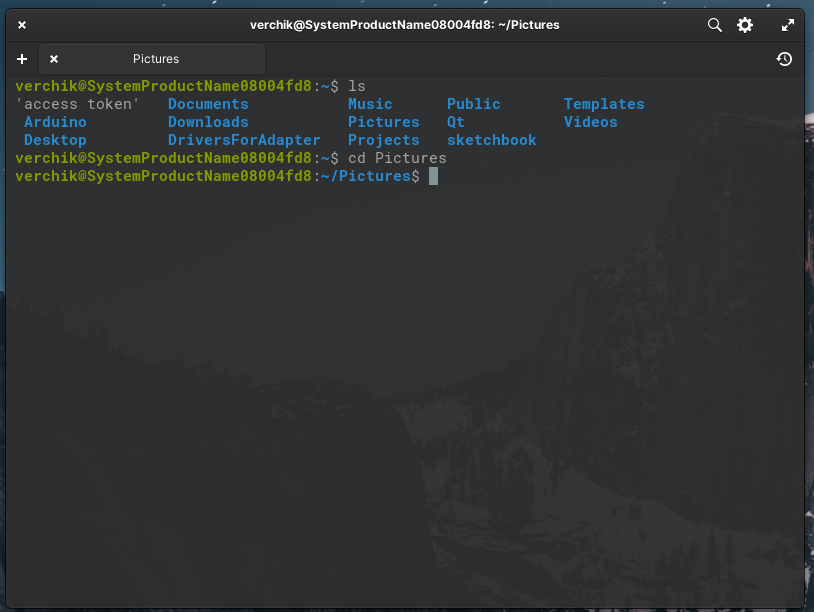 verchik@SystemProductName08004fd8: ~/Pictures
Pictures
verchik@SystemProductName08004fd8:~$ ls
'access token'   Documents           Music      Public       Templates
 Arduino         Downloads           Pictures   Qt           Videos
 Desktop         DriversForAdapter   Projects   sketchbook
verchik@SystemProductName08004fd8:~$ cd Pictures
verchik@SystemProductName08004fd8:~/Pictures$